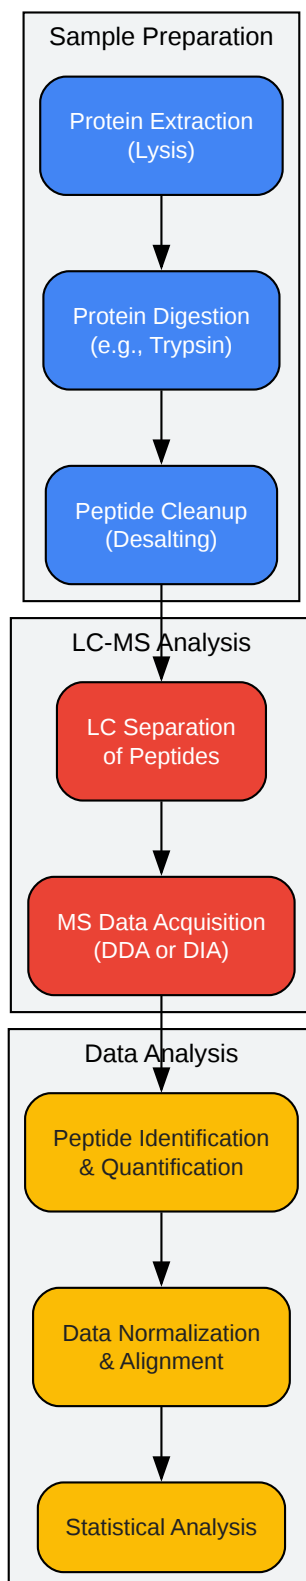 Sample Preparation
Protein Extraction
(Lysis)
Protein Digestion
(e.g., Trypsin)
Peptide Cleanup
(Desalting)
LC-MS Analysis
LC Separation
of Peptides
MS Data Acquisition
(DDA or DIA)
Data Analysis
Peptide Identification
& Quantification
Data Normalization
& Alignment
Statistical Analysis